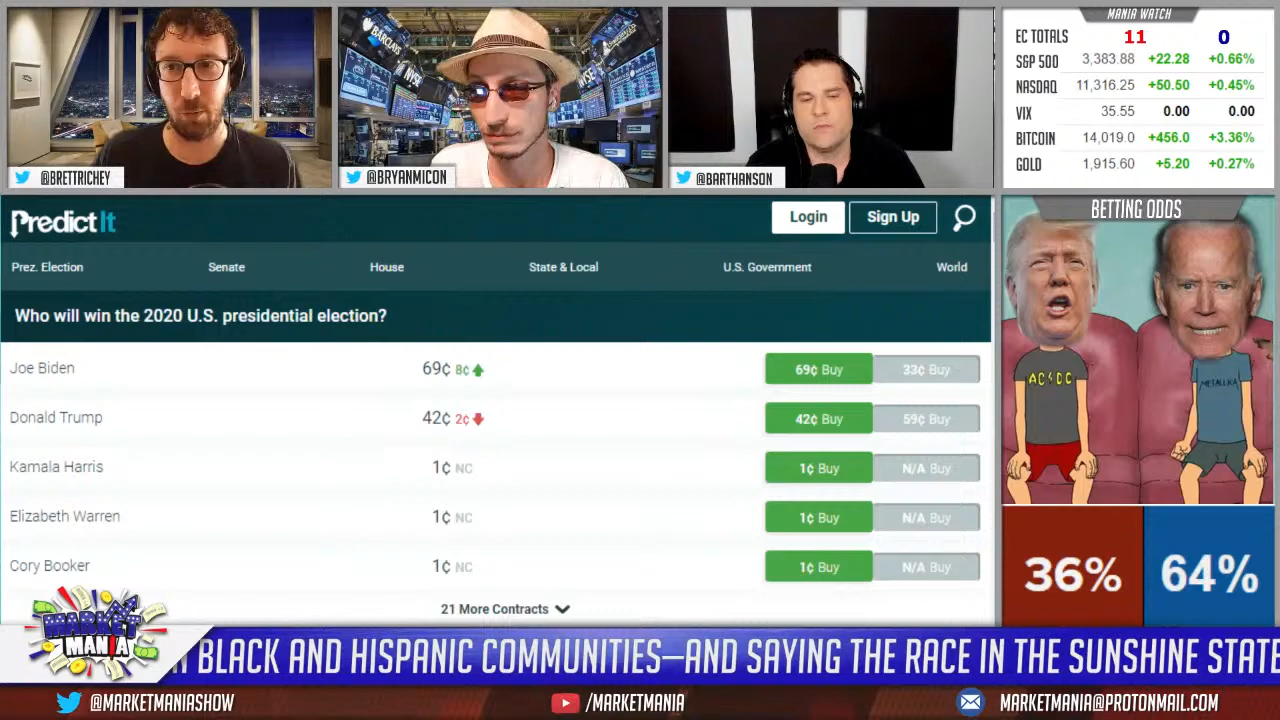 BARCLAYS
NYSE
@BRETTRICHEY
@BRYANMICON
@BARTHANSON
MANIA WATCH
EC TOTALS 11 0
S&P 500 3,383.88 +22.28 +0.66%
NASDAQ 11,316.25 +50.50 +0.45%
VIX 35.55 0.00 0.00
BITCOIN 14,019.0 +456.0 +3.36%
GOLD 1,915.60 +5.20 +0.27%
PredictIt
Login Sign Up
Prez. Election Senate House State & Local U.S. Government World
Who will win the 2020 U.S. presidential election?
Joe Biden 69¢ 8¢ 69¢ Buy 33¢ Buy
Donald Trump 42¢ 2¢ 42¢ Buy 59¢ Buy
Kamala Harris 1¢ NC 1¢ Buy N/A Buy
Elizabeth Warren 1¢ NC 1¢ Buy N/A Buy
Cory Booker 1¢ NC 1¢ Buy N/A Buy
21 More Contracts
BETTING ODDS
AC/DC
METALLICA
36% 64%
MARKET
MANIA
BLACK AND HISPANIC COMMUNITIES—AND SAYING THE RACE IN THE SUNSHINE STATE
@MARKETMANIASHOW
/MARKETMANIA
MARKETMANIA@PROTONMAIL.COM